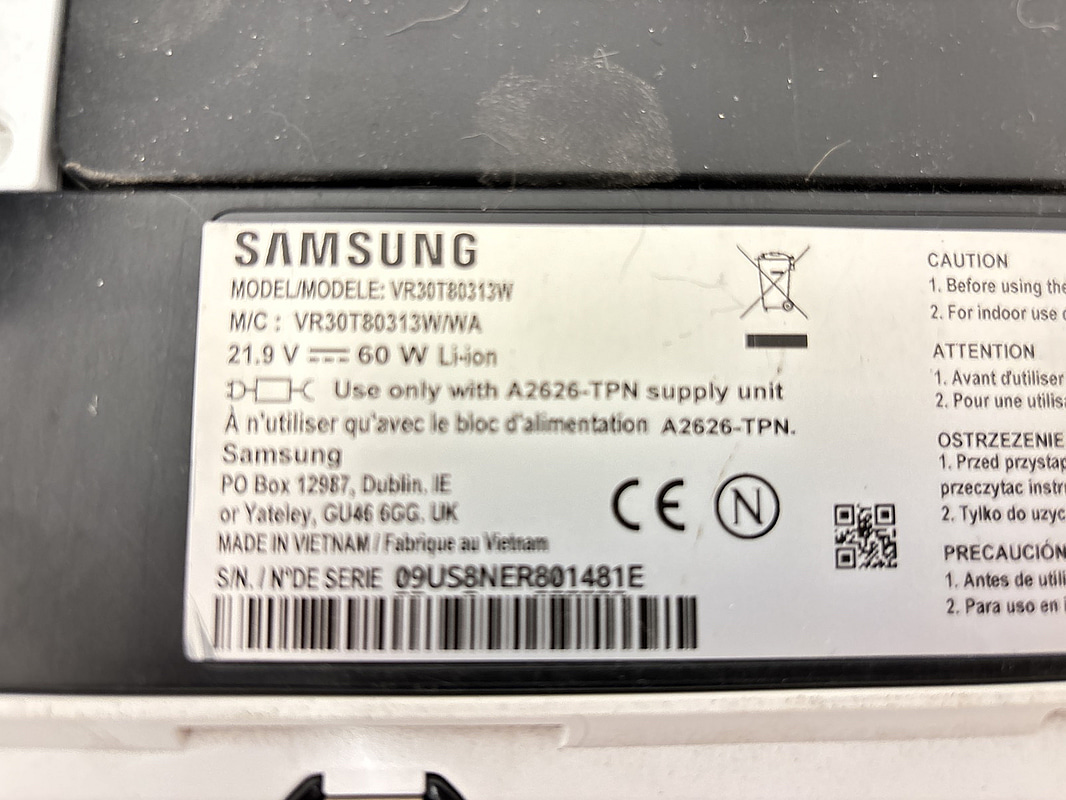 SAMSUNG
MODEL/MODELE: VR30T80313W
M/C : VR30T80313W/WA
21.9 V 60 W Li-ion
Use only with A2626-TPN supply unit
À n'utiliser qu'avec le bloc d'alimentation A2626-TPN.
Samsung
PO Box 12987, Dublin. IE
or Yateley, GU46 6GG. UK
MADE IN VIETNAM / Fabrique au Vietnam
S/N. / N°DE SERIE 09US8NER801481E
CE N
CAUTION
1. Before using the
2. For indoor use
ATTENTION
1. Avant d'utiliser
2. Pour une utilis
OSTRZEZENIE
1. Przed przystap
przeczytac instr
2. Tylko do uzyc
PRECAUCIÓN
1. Antes de utili
2. Para uso en i